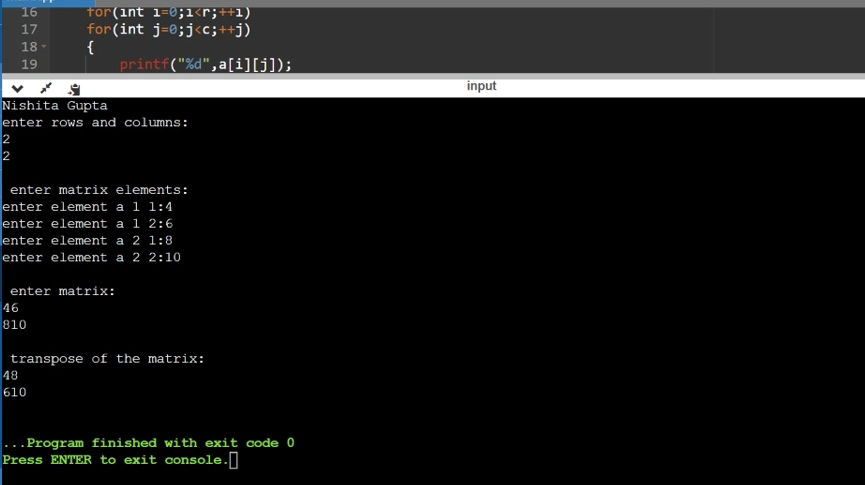 16 for(int i=0;i<r;++i)
17 for(int j=0;j<c;++j)
18 {
19 printf("%d",a[i][j]);
input
Nishita Gupta
enter rows and columns:
2
2
enter matrix elements:
enter element a 1 1:4
enter element a 1 2:6
enter element a 2 1:8
enter element a 2 2:10
enter matrix:
46
810
transpose of the matrix:
48
610
...Program finished with exit code 0
Press ENTER to exit console.